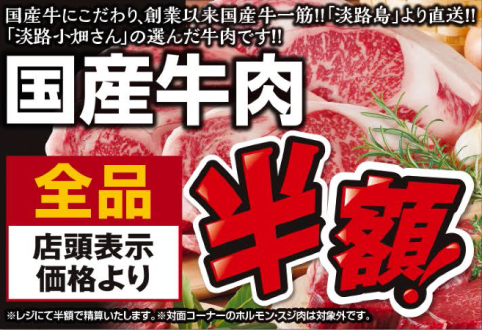 国産牛にこだわり、創業以来国産牛一筋!!「淡路島」より直送!!
「淡路小畑さん」の選んだ牛肉です!!
国産牛肉
全品
店頭表示
価格より
半額!
※レジにて半額で精算いたします。※対面コーナーのホルモン・スジ肉は対象外です。